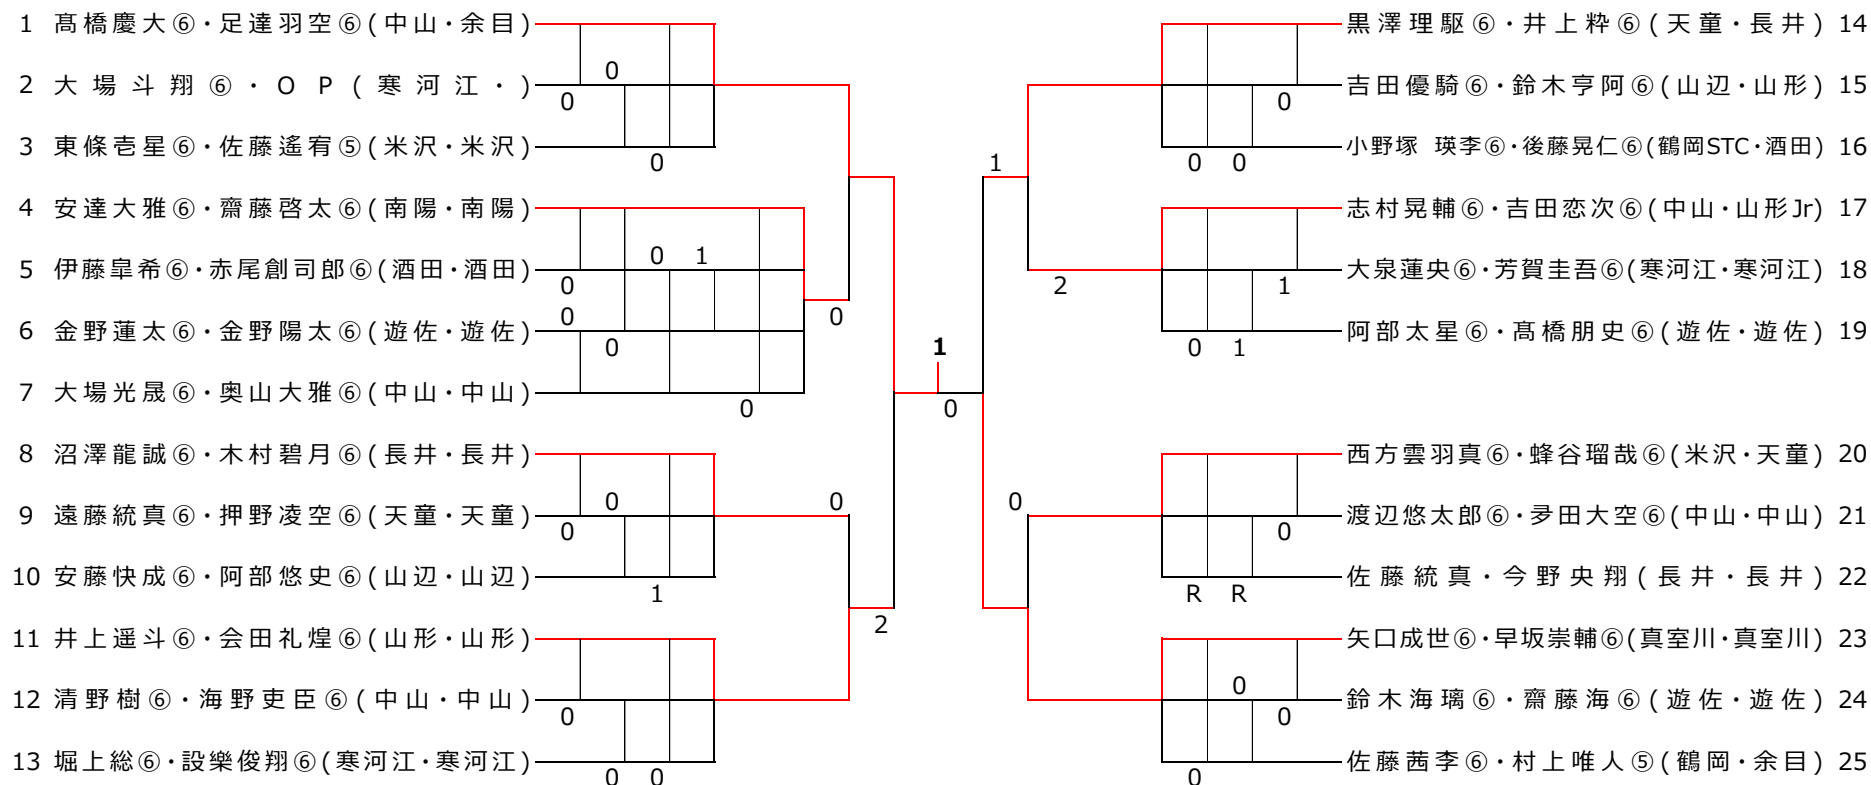 1 髙橋慶大⑥・足達羽空⑥(中山・余目)
0
2 大場斗翔⑥・OP(寒河江・)
0
3 東條壱星⑥・佐藤遙宥⑤(米沢・米沢)
0
4 安達大雅⑥・齋藤啓太⑥(南陽・南陽)
0 1
5 伊藤皐希⑥・赤尾創司郎⑥(酒田・酒田)
0
0
0
6 金野蓮太⑥・金野陽太⑥(遊佐・遊佐)
0
7 大場光晟⑥・奥山大雅⑥(中山・中山)
0
8 沼澤龍誠⑥・木村碧月⑥(長井・長井)
0
0
9 遠藤統真⑥・押野凌空⑥(天童・天童)
0
10 安藤快成⑥・阿部悠史⑥(山辺・山辺)
1
2
11 井上遥斗⑥・会田礼煌⑥(山形・山形)
12 清野樹⑥・海野吏臣⑥(中山・中山)
0
13 堀上総⑥・設樂俊翔⑥(寒河江・寒河江)
0 0
1
0
黒澤理駆⑥・井上粋⑥(天童・長井) 14
吉田優騎⑥・鈴木亨阿⑥(山辺・山形) 15
0
小野塚 瑛李⑥・後藤晃仁⑥(鶴岡STC・酒田) 16
1
0 0
志村晃輔⑥・吉田恋次⑥(中山・山形Jr) 17
大泉蓮央⑥・芳賀圭吾⑥(寒河江・寒河江) 18
2
1
阿部太星⑥・髙橋朋史⑥(遊佐・遊佐) 19
0 1
西方雲羽真⑥・蜂谷瑠哉⑥(米沢・天童) 20
0
渡辺悠太郎⑥・夛田大空⑥(中山・中山) 21
0
佐藤統真・今野央翔(長井・長井) 22
R R
矢口成世⑥・早坂崇輔⑥(真室川・真室川) 23
0
鈴木海璃⑥・齋藤海⑥(遊佐・遊佐) 24
0
佐藤茜李⑥・村上唯人⑤(鶴岡・余目) 25
0